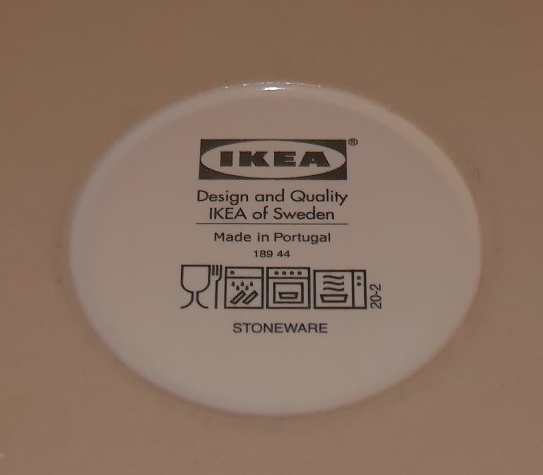 IKEA®
Design and Quality
IKEA of Sweden
Made in Portugal
189 44
20-2
STONEWARE